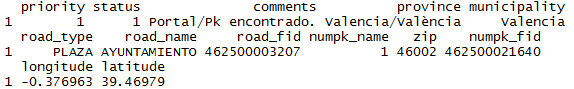 priority status comments province municipality
1 1 1 Portal/Pk encontrado. Valencia/València Valencia
road_type road_name road_fid numpk_name zip numpk_fid
1 PLAZA AYUNTAMIENTO 462500003207 1 46002 462500021640
longitude latitude
1 -0.376963 39.46979